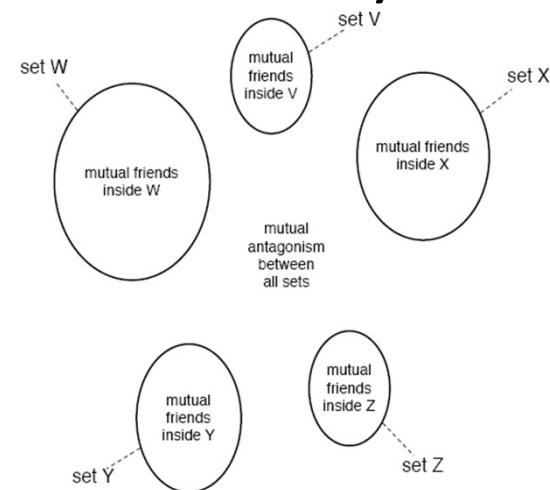 set V
mutual
friends
inside V
set W
set X
mutual friends
inside W
mutual friends
inside X
mutual
antagonism
between
all sets
mutual
friends
inside Y
mutual
friends
inside Z
set Y
set Z